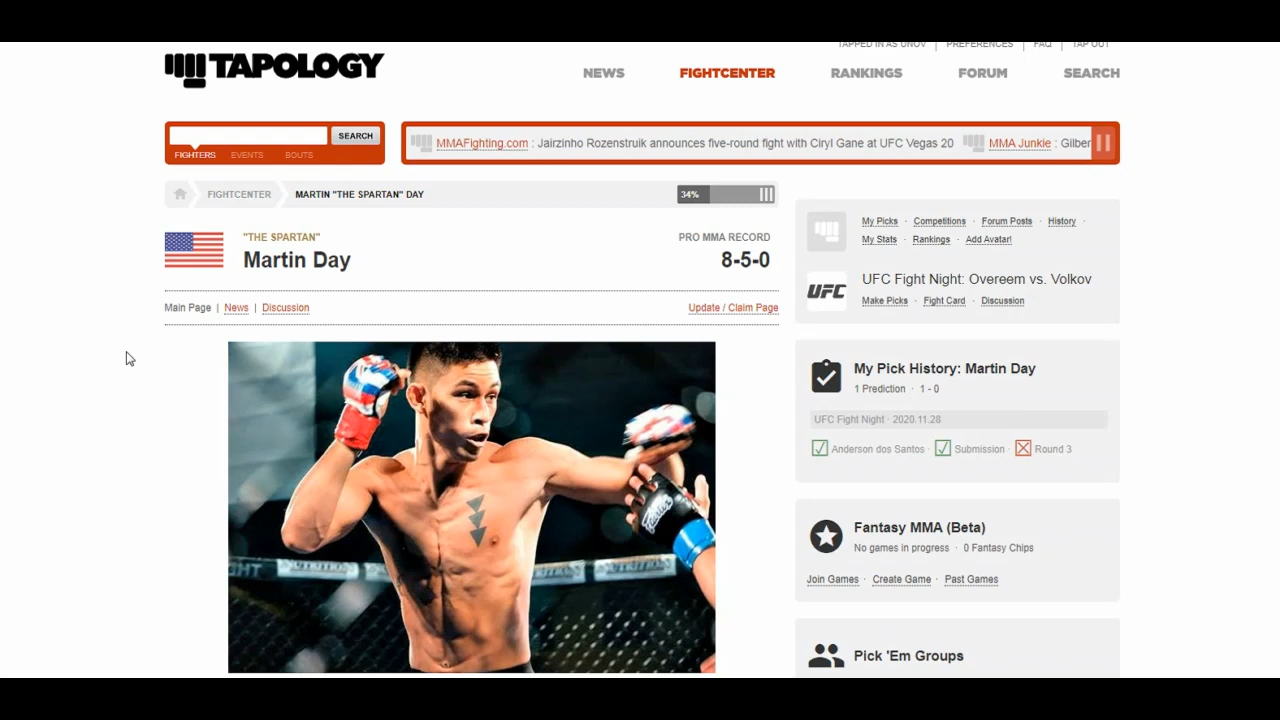 TAPPED IN AS UNOV | PREFERENCES | FAQ | TAP OUT
TAPOLOGY
NEWS FIGHTCENTER RANKINGS FORUM SEARCH
SEARCH
FIGHTERS EVENTS BOUTS
MMAFighting.com : Jairzinho Rozenstruik announces five-round fight with Ciryl Gane at UFC Vegas 20 MMA Junkie : Gilber
FIGHTCENTER MARTIN "THE SPARTAN" DAY 34%
"THE SPARTAN"
Martin Day
PRO MMA RECORD
8-5-0
Main Page | News | Discussion
Update / Claim Page
My Picks · Competitions · Forum Posts · History ·
My Stats · Rankings · Add Avatar!
UFC
UFC Fight Night: Overeem vs. Volkov
Make Picks · Fight Card · Discussion
My Pick History: Martin Day
1 Prediction · 1 - 0
UFC Fight Night · 2020.11.28
Anderson dos Santos · Submission · Round 3
Fantasy MMA (Beta)
No games in progress · 0 Fantasy Chips
Join Games · Create Game · Past Games
Pick 'Em Groups